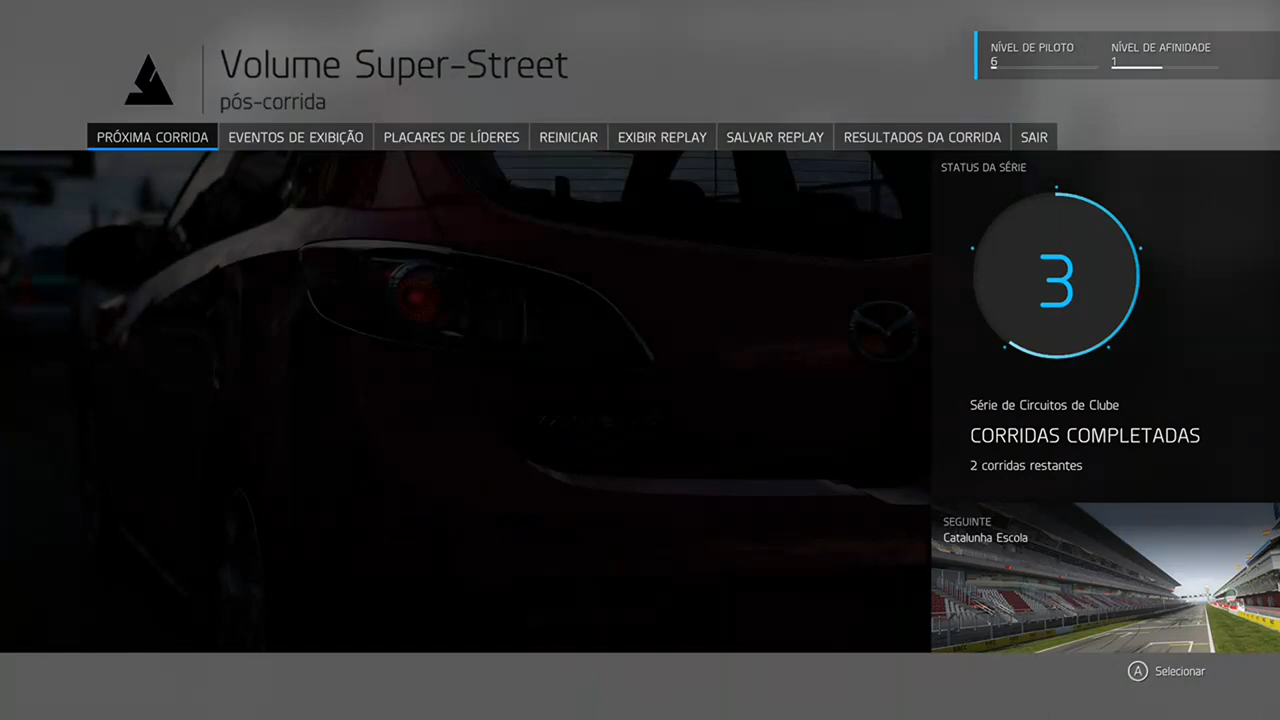 Volume Super-Street
pós-corrida
NÍVEL DE PILOTO
6
NÍVEL DE AFINIDADE
1
PRÓXIMA CORRIDA
EVENTOS DE EXIBIÇÃO
PLACARES DE LÍDERES
REINICIAR
EXIBIR REPLAY
SALVAR REPLAY
RESULTADOS DA CORRIDA
SAIR
STATUS DA SÉRIE
3
Série de Circuitos de Clube
CORRIDAS COMPLETADAS
2 corridas restantes
SEGUINTE
Catalunha Escola
A Selecionar